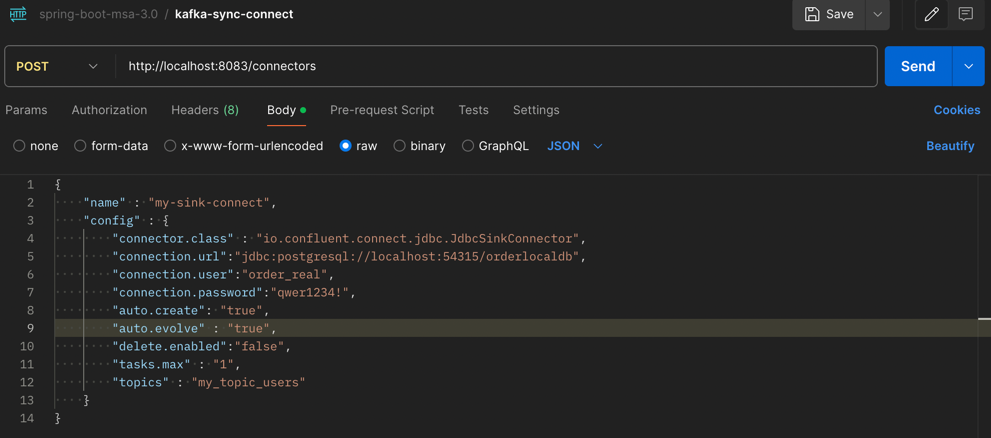 HTTP spring-boot-msa-3.0 / kafka-sync-connect Save
POST http://localhost:8083/connectors Send
Params Authorization Headers (8) Body Pre-request Script Tests Settings Cookies
none form-data x-www-form-urlencoded raw binary GraphQL JSON Beautify
1 {
2 ····"name"·:·"my-sink-connect",
3 ····"config"·:·{
4 ········"connector.class"·:·"io.confluent.connect.jdbc.JdbcSinkConnector",
5 ········"connection.url":"jdbc:postgresql://localhost:54315/orderlocaldb",
6 ········"connection.user":"order_real",
7 ········"connection.password":"qwer1234!",
8 ········"auto.create":·"true",
9 ········"auto.evolve"·:·"true",
10 ········"delete.enabled":"false",
11 ········"tasks.max"·:·"1",
12 ········"topics"·:·"my_topic_users"
13 ····}
14 }